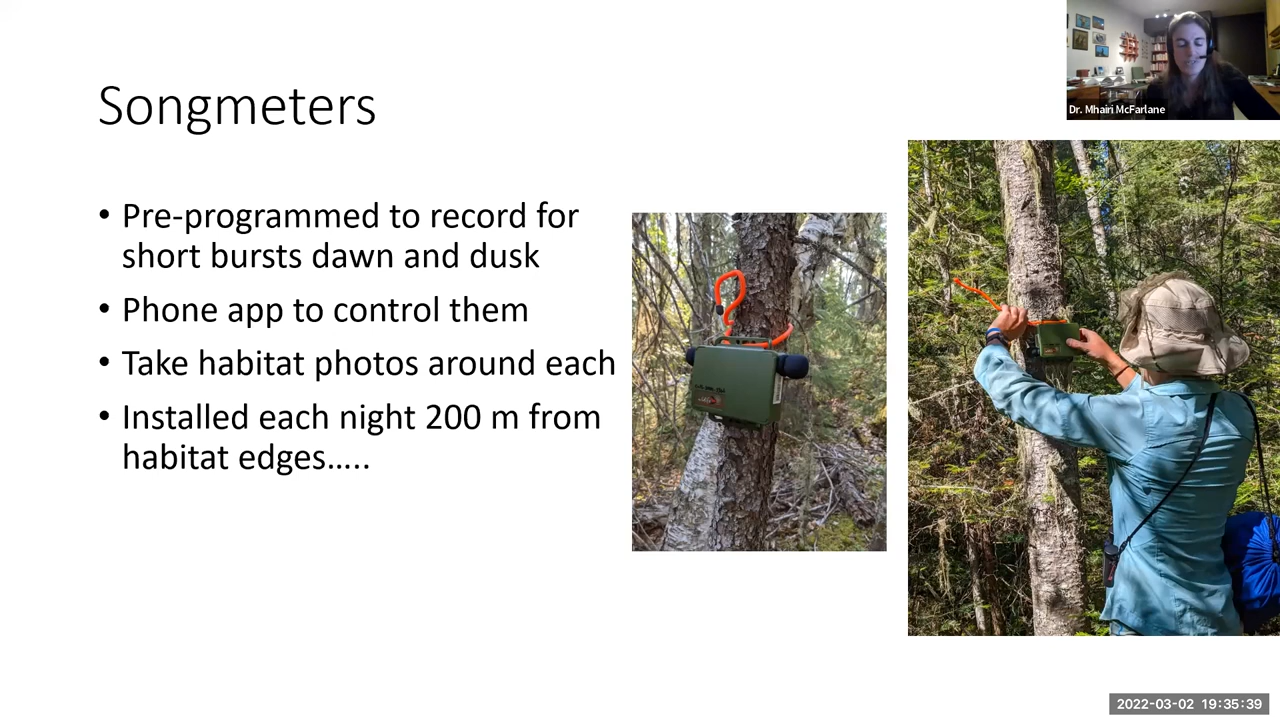 Dr. Mhairi McFarlane
Songmeters
• Pre-programmed to record for
short bursts dawn and dusk
• Phone app to control them
• Take habitat photos around each
• Installed each night 200 m from
habitat edges…..
2022-03-02 19:35:39